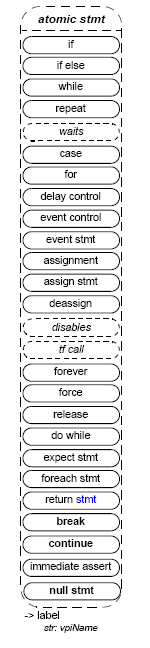 atomic stmt
if
if else
while
repeat
waits
case
for
delay control
event control
event stmt
assignment
assign stmt
deassign
disables
tf call
forever
force
release
do while
expect stmt
foreach stmt
return stmt
break
continue
immediate assert
null stmt
-> label
str: vpiName